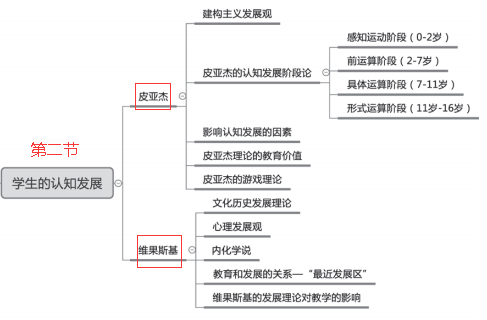 建构主义发展观
感知运动阶段（0-2岁）
前运算阶段（2-7岁）
皮亚杰的认知发展阶段论
具体运算阶段（7-11岁）
皮亚杰
形式运算阶段（11岁-16岁）
影响认知发展的因素
第二节
皮亚杰理论的教育价值
学生的认知发展
皮亚杰的游戏理论
文化历史发展理论
心理发展观
维果斯基
内化学说
教育和发展的关系—“最近发展区”
维果斯基的发展理论对教学的影响